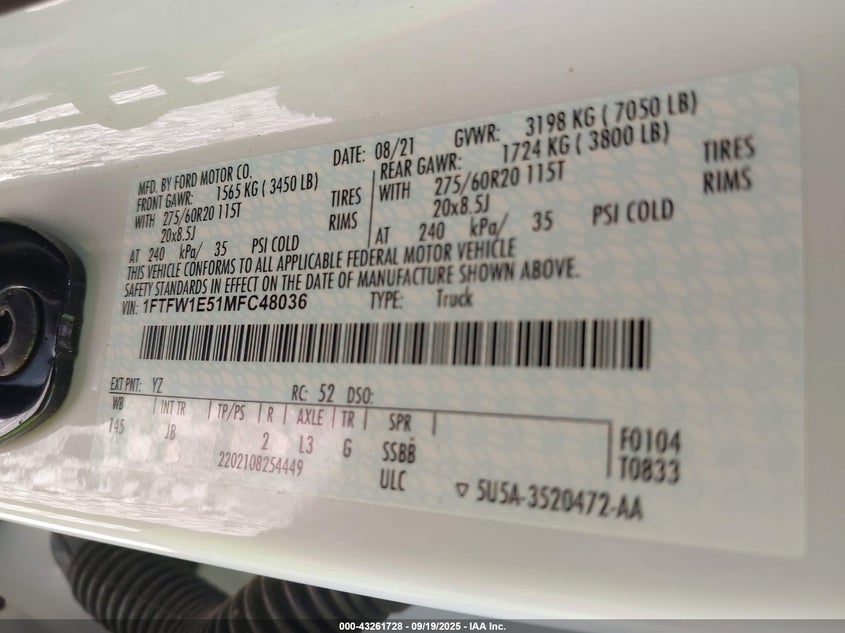 MFD. BY FORD MOTOR CO.
DATE: 08/21 GVWR: 3198 KG ( 7050 LB)
FRONT GAWR: 1565 KG ( 3450 LB)
WITH 275/60R20 115T TIRES
20x8.5J RIMS
AT 240 kPa/ 35 PSI COLD
REAR GAWR: 1724 KG ( 3800 LB)
WITH 275/60R20 115T TIRES
20x8.5J RIMS
AT 240 kPa/ 35 PSI COLD
THIS VEHICLE CONFORMS TO ALL APPLICABLE FEDERAL MOTOR VEHICLE
SAFETY STANDARDS IN EFFECT ON THE DATE OF MANUFACTURE SHOWN ABOVE.
VIN: 1FTFW1E51MFC48036 TYPE: Truck
EXT PNT: YZ RC: 52 DSO:
WB INT TR TP/PS R AXLE TR SPR
145 JB 2 L3 G SSBB F0104
2202108254449 ULC T0833
5U5A-3520472-AA
000-43261728 - 09/19/2025 - IAA Inc.